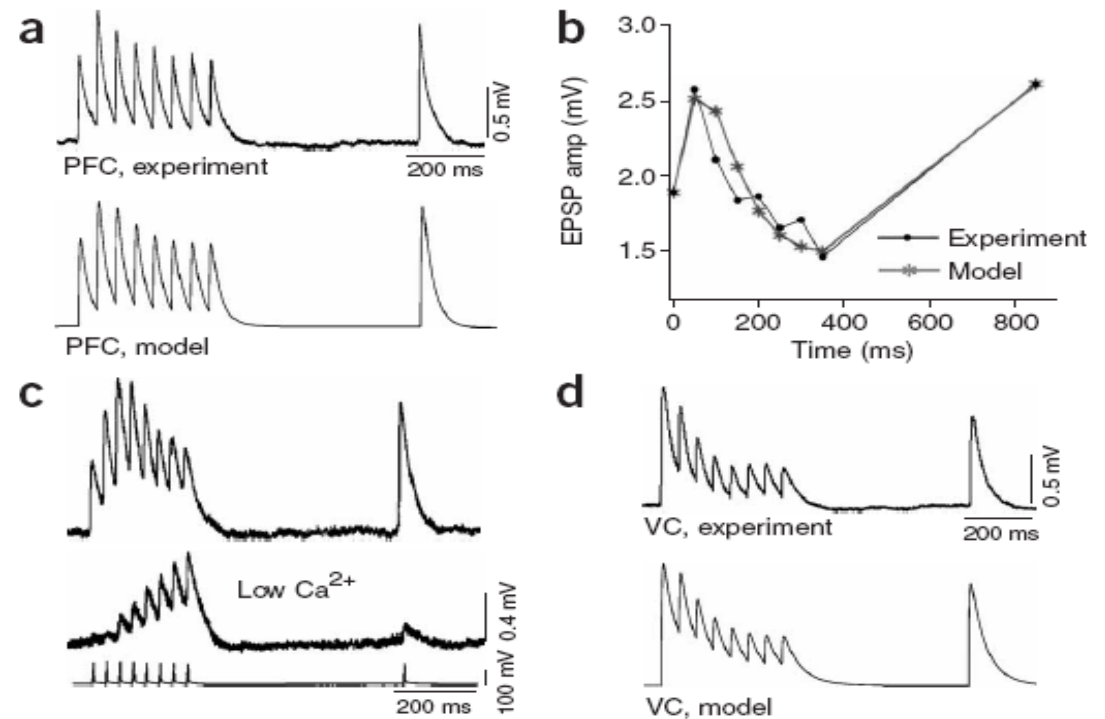 a
0.5 mV
PFC, experiment
200 ms
PFC, model
b
3.0
2.5
2.0
1.5
EPSP amp (mV)
Experiment
Model
0 200 400 600 800
Time (ms)
c
Low Ca2+
0.4 mV
100 mV
200 ms
d
0.5 mV
VC, experiment
200 ms
VC, model